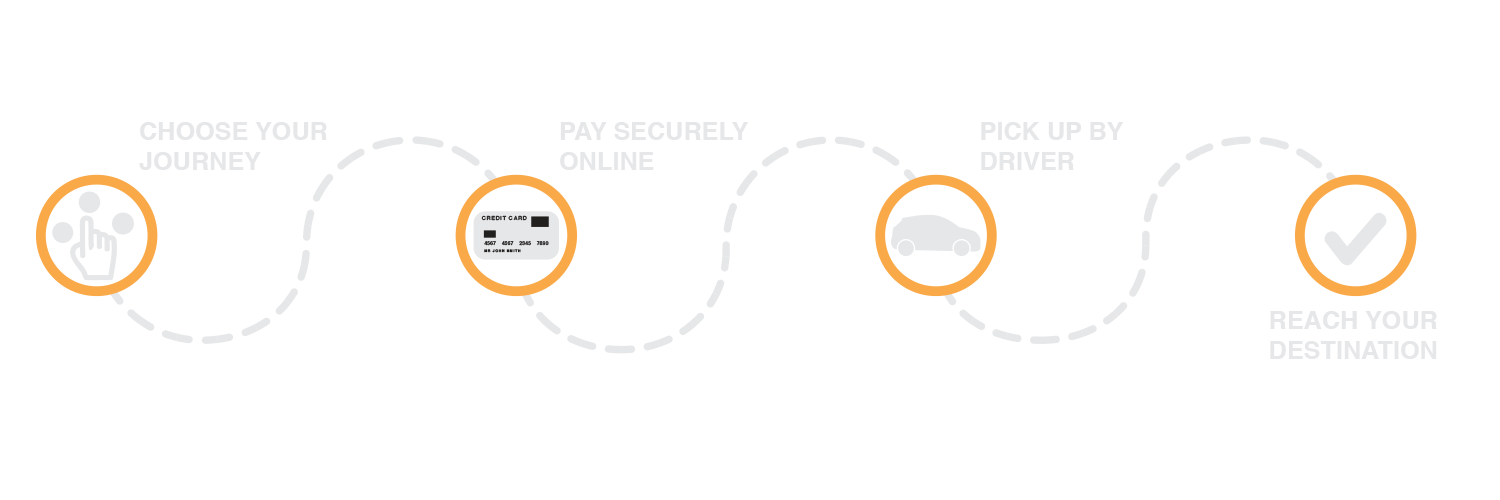 CHOOSE YOUR
JOURNEY
PAY SECURELY
ONLINE
PICK UP BY
DRIVER
CREDIT CARD
4567 4567 2345 7600
MR JOHN SMITH
REACH YOUR
DESTINATION